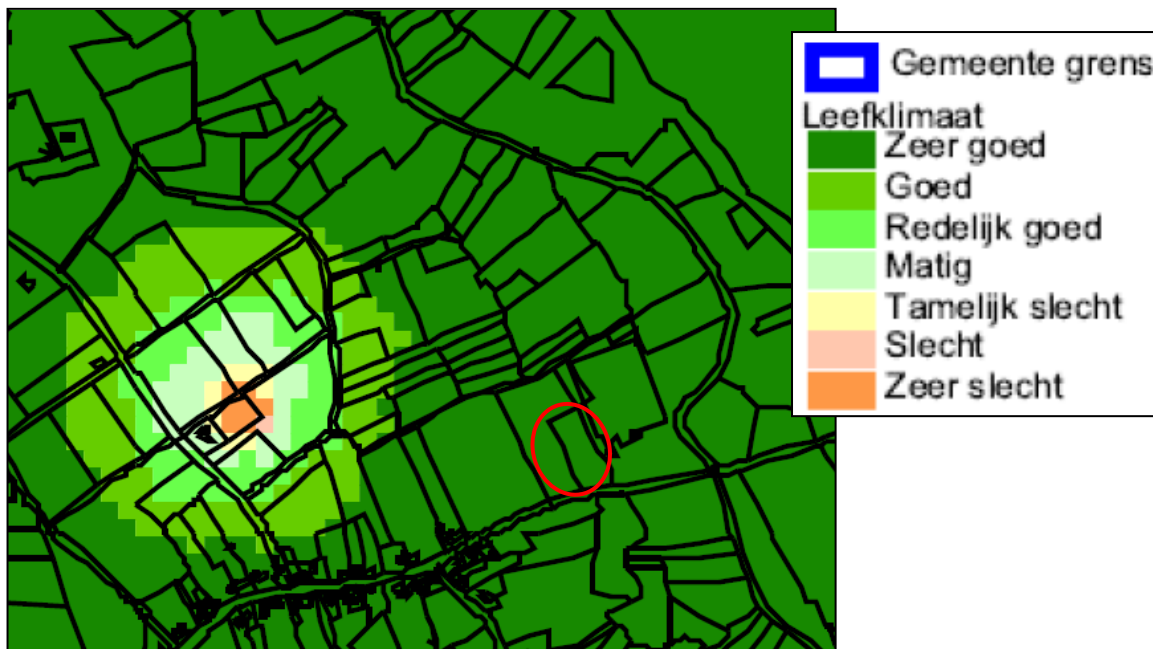 Gemeente grens
Leefklimaat
Zeer goed
Goed
Redelijk goed
Matig
Tamelijk slecht
Slecht
Zeer slecht